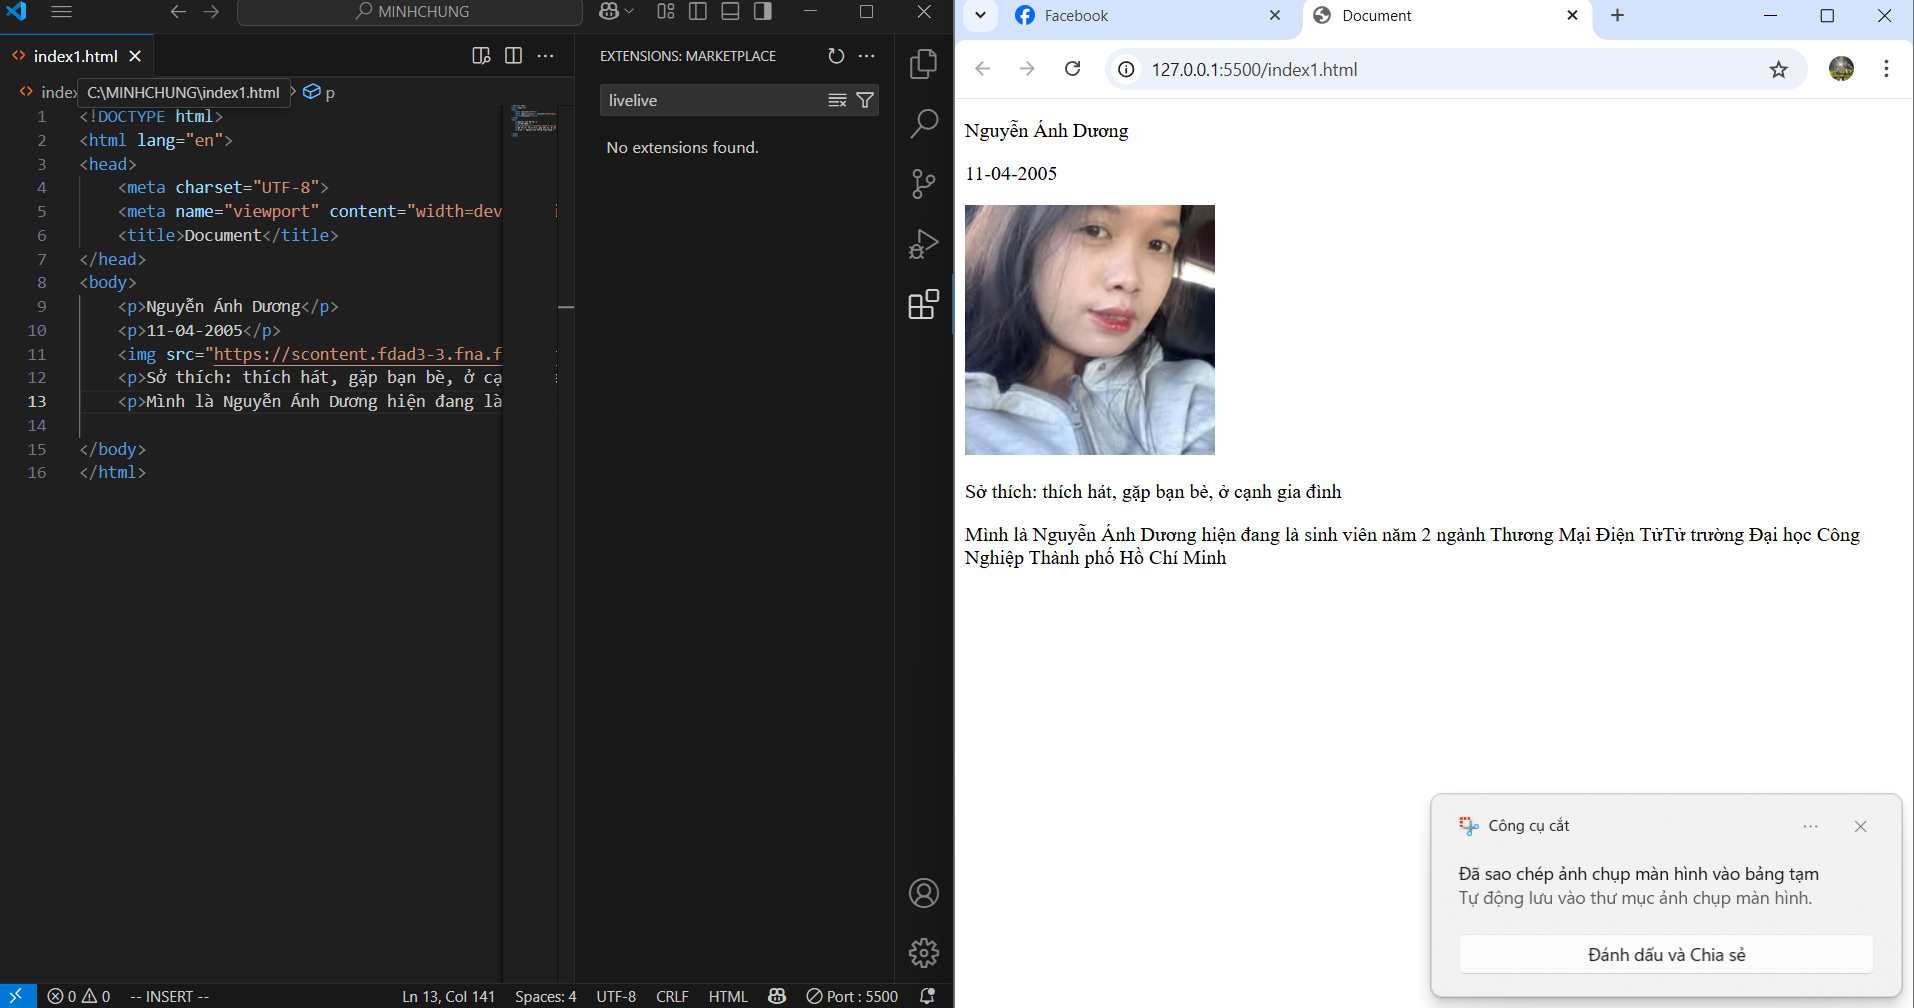 MINHCHUNG
index1.html
index
C:\MINHCHUNG\index1.html
p
1 <!DOCTYPE html>
2 <html lang="en">
3 <head>
4 <meta charset="UTF-8">
5 <meta name="viewport" content="width=dev
6 <title>Document</title>
7 </head>
8 <body>
9 <p>Nguyễn Ánh Dương</p>
10 <p>11-04-2005</p>
11 <img src="https://scontent.fdad3-3.fna.f
12 <p>Sở thích: thích hát, gặp bạn bè, ở cạ
13 <p>Mình là Nguyễn Ánh Dương hiện đang là
14
15 </body>
16 </html>
EXTENSIONS: MARKETPLACE
livelive
No extensions found.
0 0 -- INSERT -- Ln 13, Col 141 Spaces: 4 UTF-8 CRLF HTML Port : 5500
Facebook
Document
127.0.0.1:5500/index1.html
Nguyễn Ánh Dương
11-04-2005
Sở thích: thích hát, gặp bạn bè, ở cạnh gia đình
Mình là Nguyễn Ánh Dương hiện đang là sinh viên năm 2 ngành Thương Mại Điện TửTử trường Đại học Công
Nghiệp Thành phố Hồ Chí Minh
Công cụ cắt
Đã sao chép ảnh chụp màn hình vào bảng tạm
Tự động lưu vào thư mục ảnh chụp màn hình.
Đánh dấu và Chia sẻ